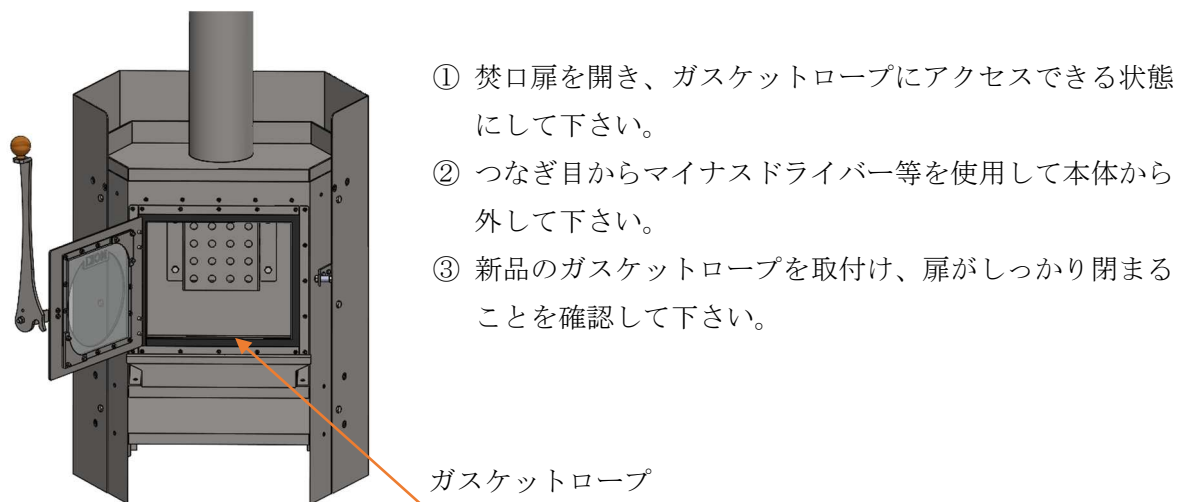 ① 焚口扉を開き、ガスケットロープにアクセスできる状態
にして下さい。
② つなぎ目からマイナスドライバー等を使用して本体から
外して下さい。
③ 新品のガスケットロープを取付け、扉がしっかり閉まる
ことを確認して下さい。
ガスケットロープ